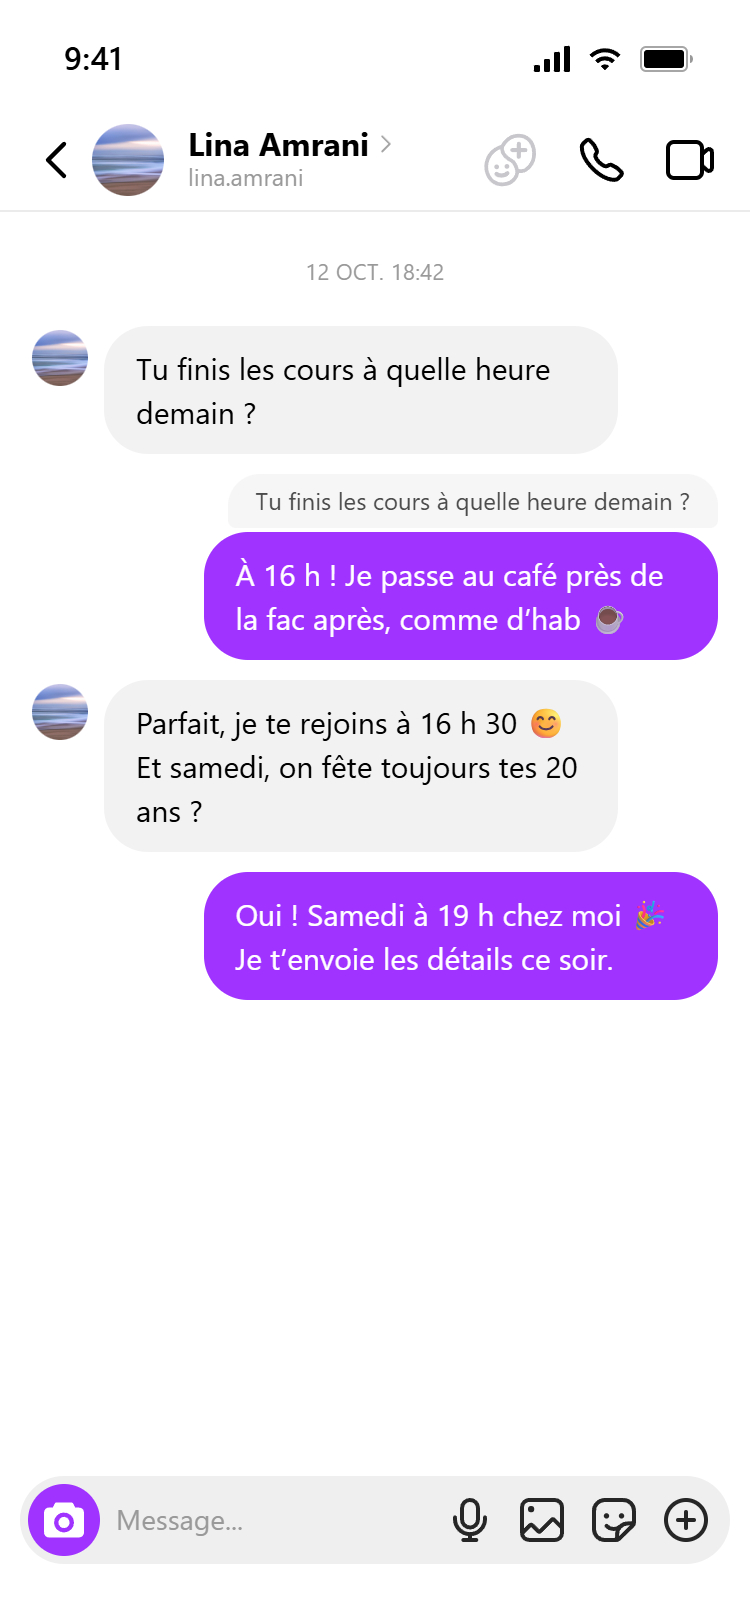 9:41
Lina Amrani
lina.amrani
12 OCT. 18:42
Tu finis les cours à quelle heure
demain ?
Tu finis les cours à quelle heure demain ?
À 16 h ! Je passe au café près de
la fac après, comme d’hab ☕
Parfait, je te rejoins à 16 h 30 😊
Et samedi, on fête toujours tes 20
ans ?
Oui ! Samedi à 19 h chez moi 🎉
Je t’envoie les détails ce soir.
Message...